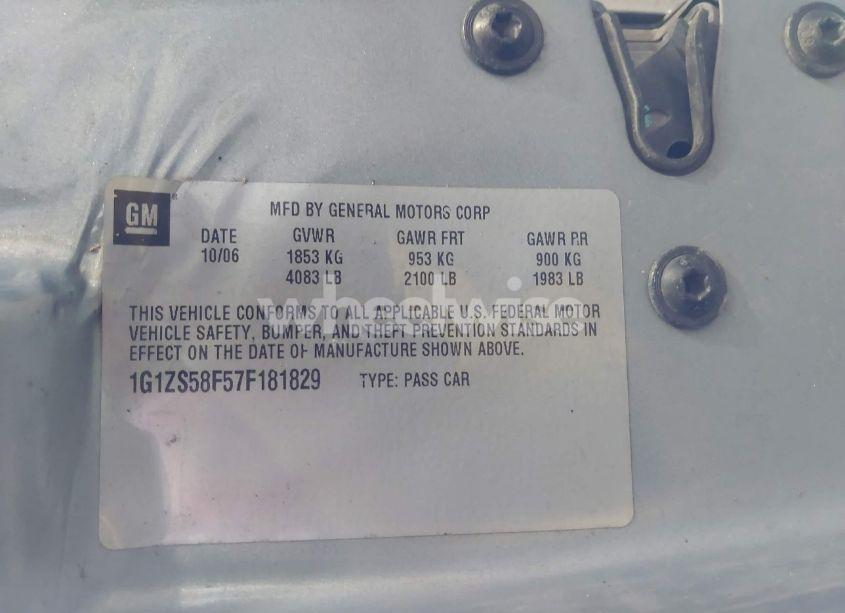 GM
MFD BY GENERAL MOTORS CORP
DATE GVWR GAWR FRT GAWR RR
10/06 1853 KG 953 KG 900 KG
4083 LB 2100 LB 1983 LB
THIS VEHICLE CONFORMS TO ALL APPLICABLE U.S. FEDERAL MOTOR
VEHICLE SAFETY, BUMPER, AND THEFT PREVENTION STANDARDS IN
EFFECT ON THE DATE OF MANUFACTURE SHOWN ABOVE.
1G1ZS58F57F181829 TYPE: PASS CAR